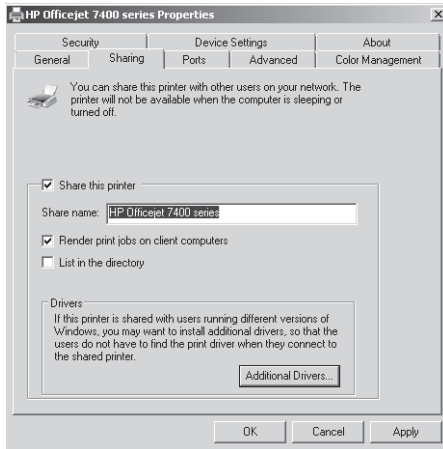 HP Officejet 7400 series Properties
Security Device Settings About
General Sharing Ports Advanced Color Management
You can share this printer with other users on your network. The
printer will not be available when the computer is sleeping or
turned off.
Share this printer
Share name: HP Officejet 7400 series
Render print jobs on client computers
List in the directory
Drivers
If this printer is shared with users running different versions of
Windows, you may want to install additional drivers, so that the
users do not have to find the print driver when they connect to
the shared printer.
Additional Drivers...
OK Cancel Apply